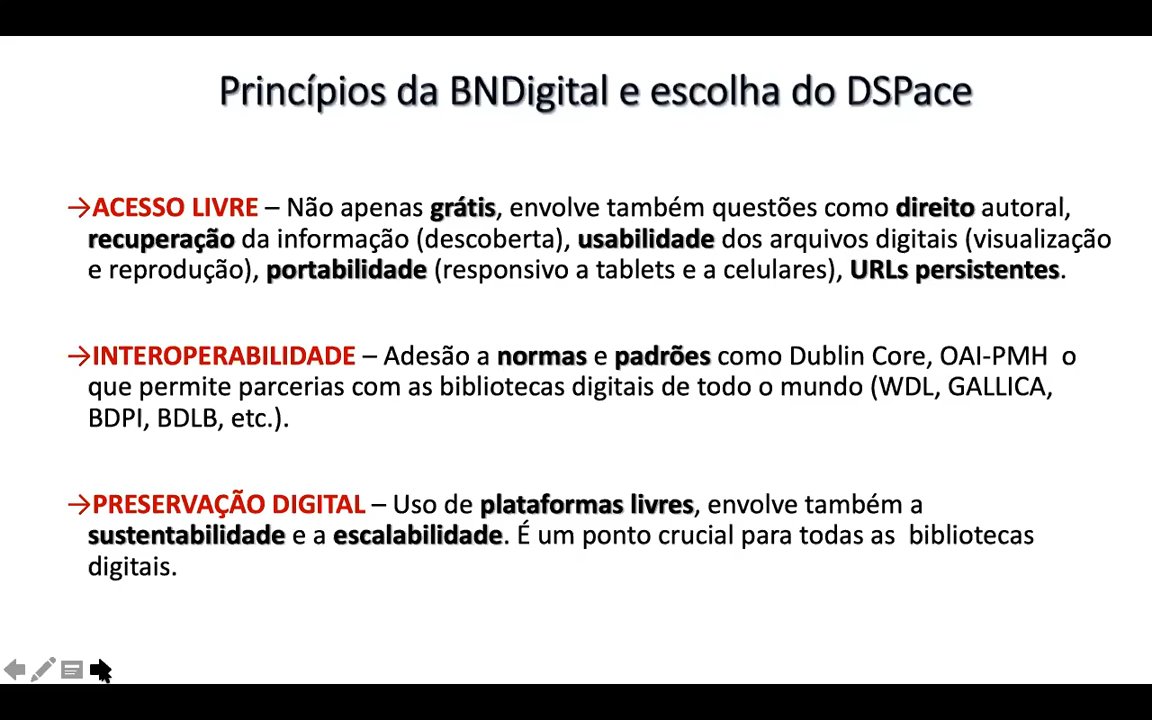 Princípios da BNDigital e escolha do DSPace
→ACESSO LIVRE – Não apenas grátis, envolve também questões como direito autoral,
recuperação da informação (descoberta), usabilidade dos arquivos digitais (visualização
e reprodução), portabilidade (responsivo a tablets e a celulares), URLs persistentes.
→INTEROPERABILIDADE – Adesão a normas e padrões como Dublin Core, OAI-PMH o
que permite parcerias com as bibliotecas digitais de todo o mundo (WDL, GALLICA,
BDPI, BDLB, etc.).
→PRESERVAÇÃO DIGITAL – Uso de plataformas livres, envolve também a
sustentabilidade e a escalabilidade. É um ponto crucial para todas as bibliotecas
digitais.